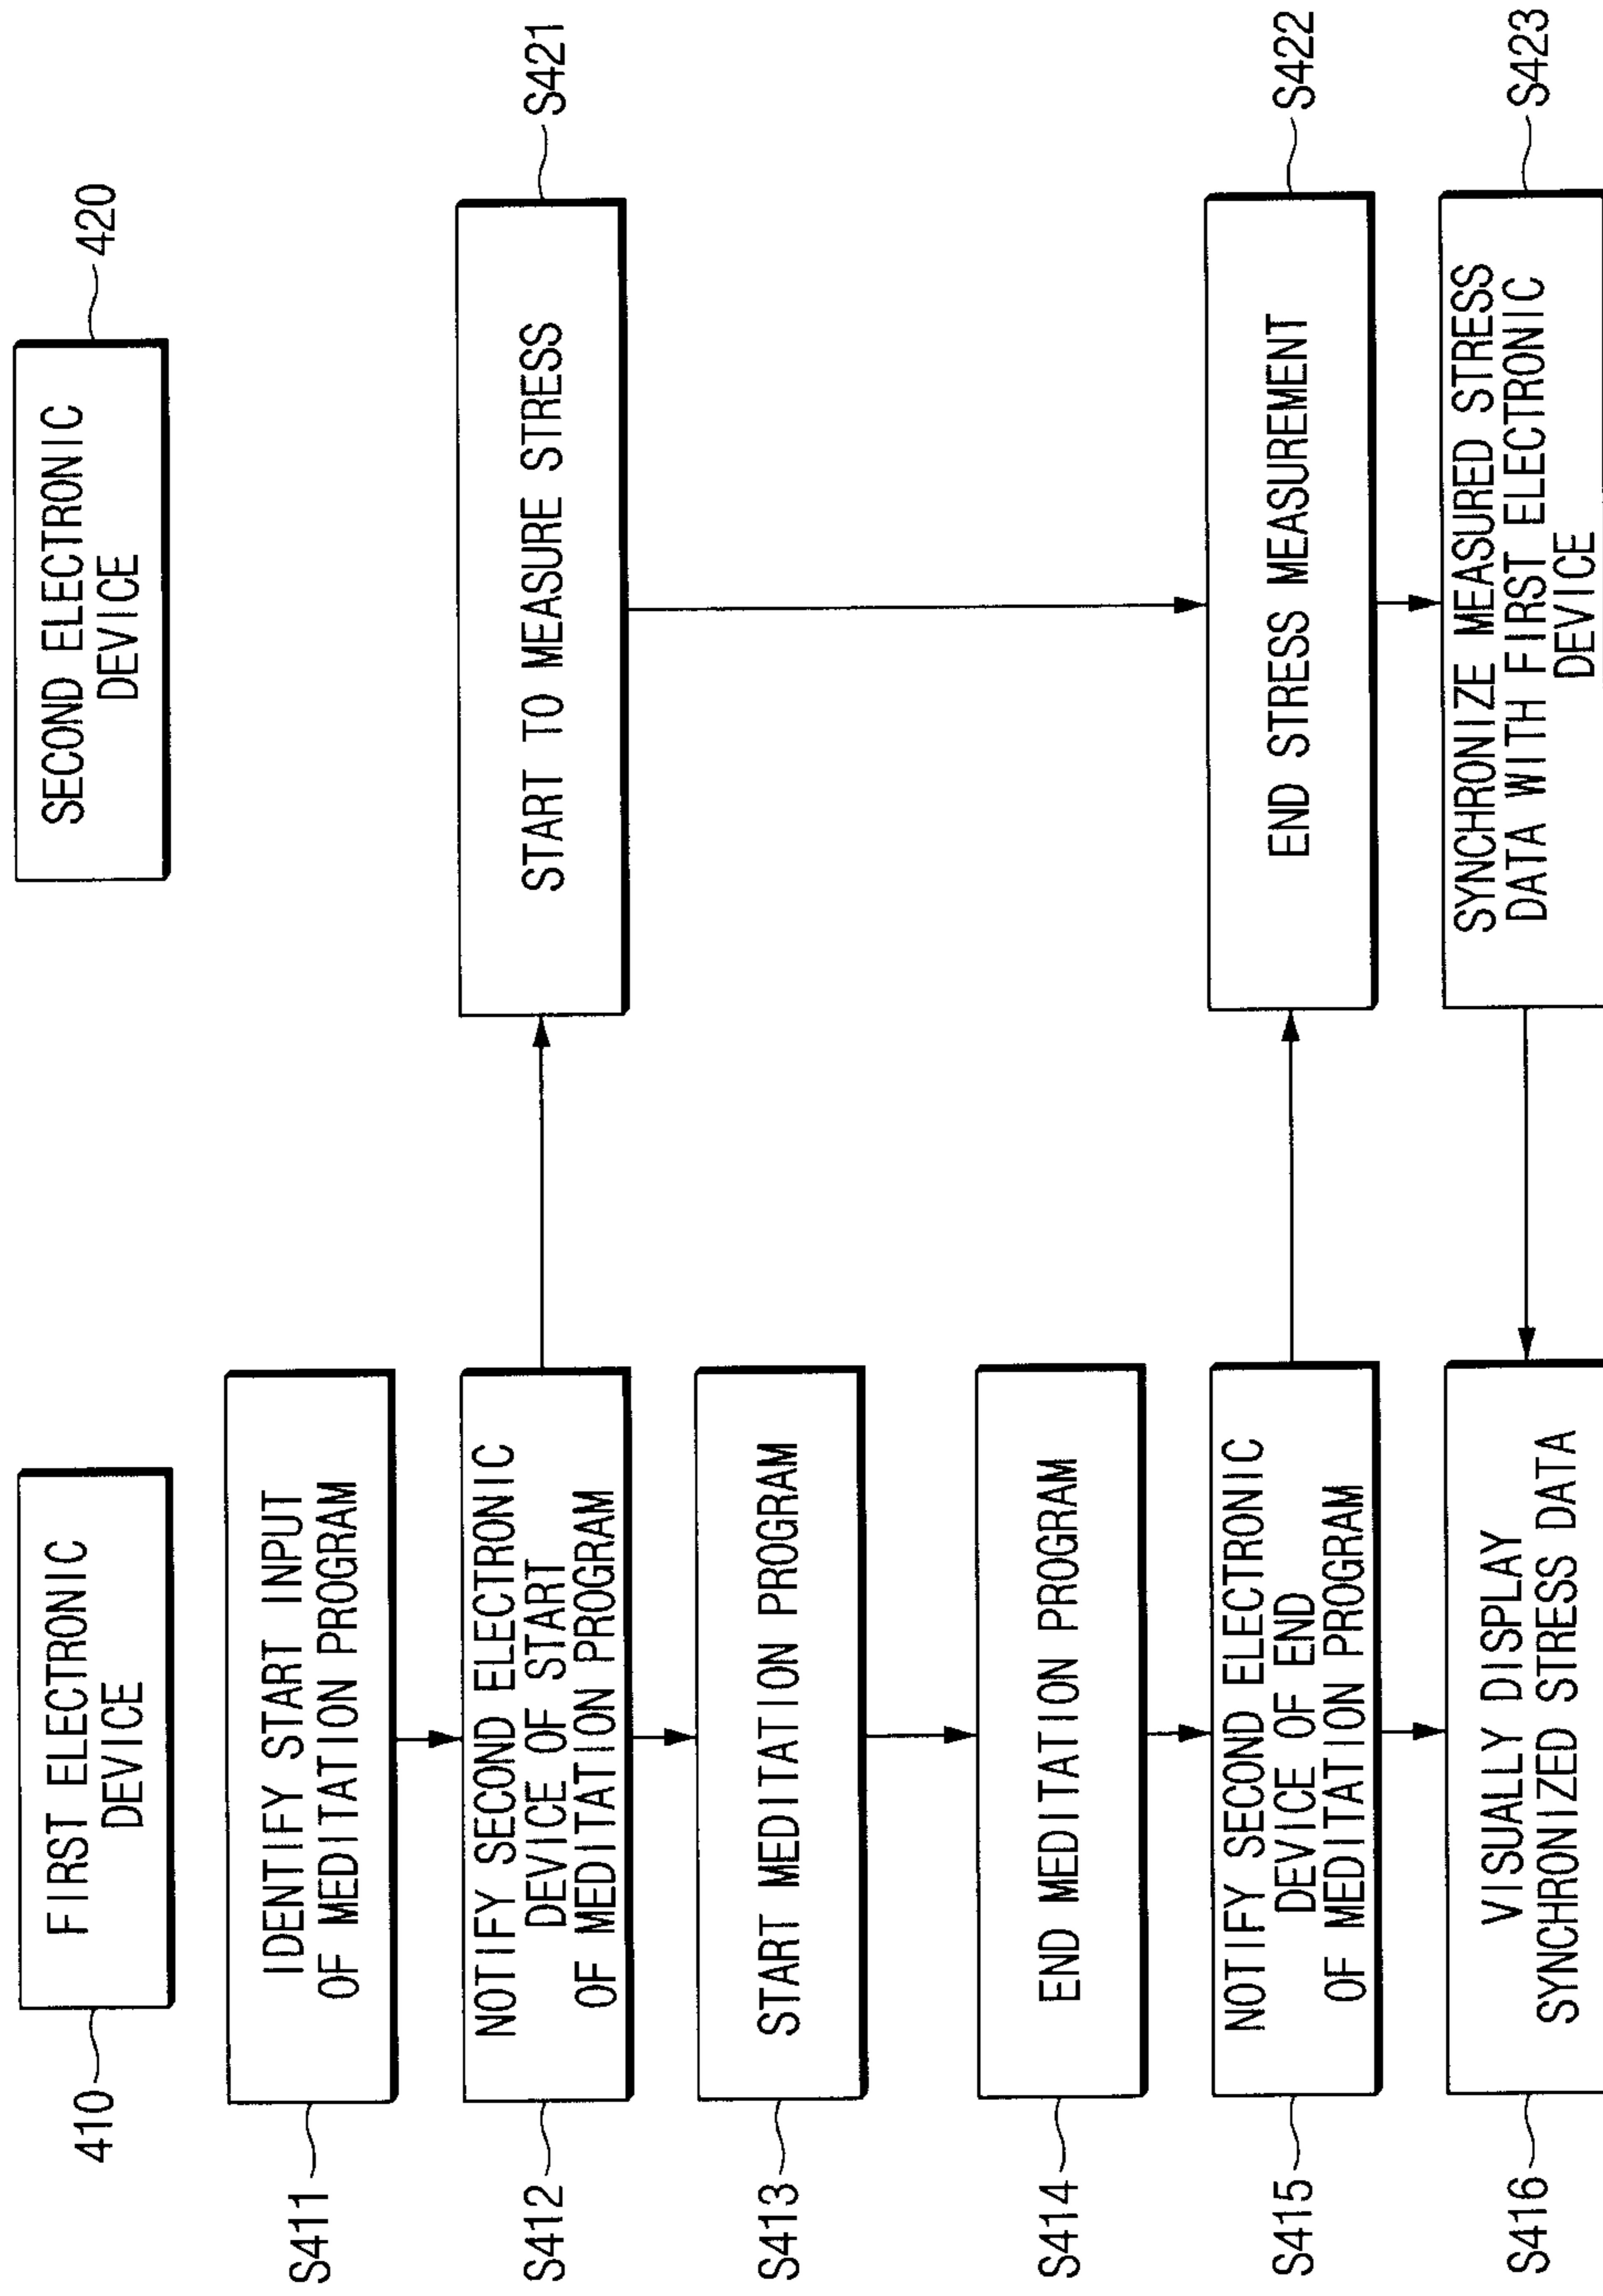 FIRST ELECTRONIC
DEVICE
410
SECOND ELECTRONIC
DEVICE
420
S411
IDENTIFY START INPUT
OF MEDITATION PROGRAM
S412
NOTIFY SECOND ELECTRONIC
DEVICE OF START
OF MEDITATION PROGRAM
START TO MEASURE STRESS
S421
S413
START MEDITATION PROGRAM
S414
END MEDITATION PROGRAM
S415
NOTIFY SECOND ELECTRONIC
DEVICE OF END
OF MEDITATION PROGRAM
END STRESS MEASUREMENT
S422
S416
VISUALLY DISPLAY
SYNCHRONIZED STRESS DATA
SYNCHRONIZE MEASURED STRESS
DATA WITH FIRST ELECTRONIC
DEVICE
S423